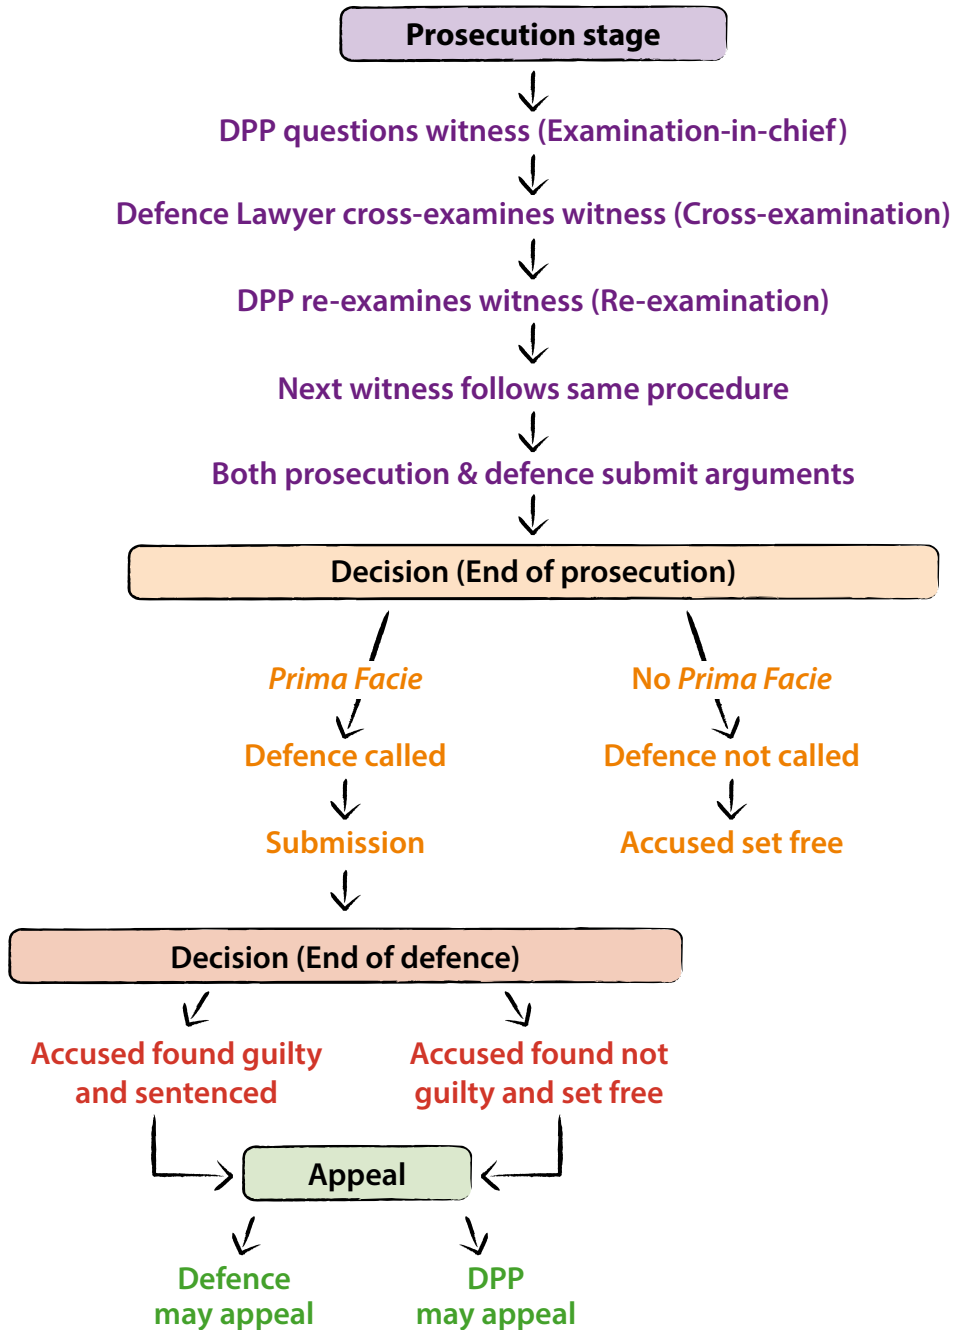 Prosecution stage
DPP questions witness (Examination-in-chief)
Defence Lawyer cross-examines witness (Cross-examination)
DPP re-examines witness (Re-examination)
Next witness follows same procedure
Both prosecution & defence submit arguments
Decision (End of prosecution)
Prima Facie
No Prima Facie
Defence called
Defence not called
Submission
Accused set free
Decision (End of defence)
Accused found guilty
and sentenced
Accused found not
guilty and set free
Appeal
Defence
may appeal
DPP
may appeal